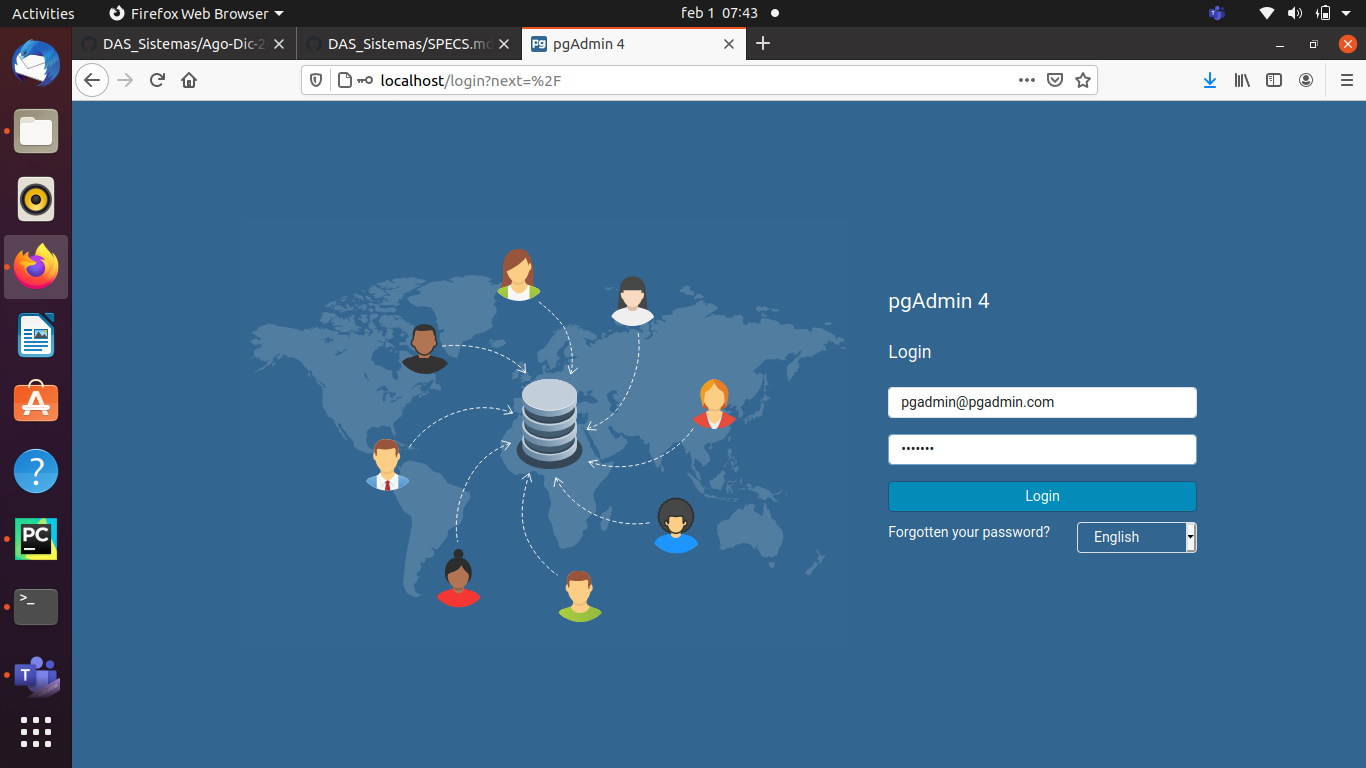 Activities Firefox Web Browser feb 1 07:43
DAS_Sistemas/Ago-Dic-2 DAS_Sistemas/SPECS.md pgAdmin 4
localhost/login?next=%2F
pgAdmin 4
Login
pgadmin@pgadmin.com
•••••••
Login
Forgotten your password? English